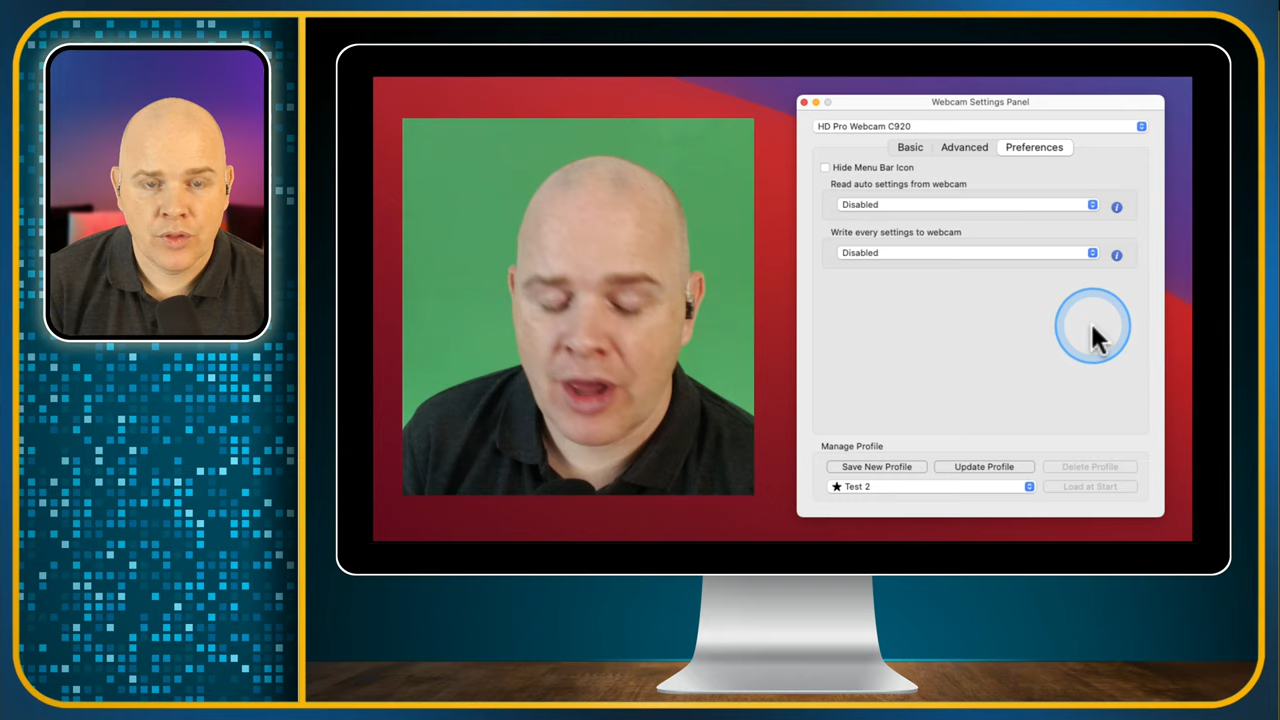 Webcam Settings Panel
HD Pro Webcam C920
Basic Advanced Preferences
Hide Menu Bar Icon
Read auto settings from webcam
Disabled
Write every settings to webcam
Disabled
Manage Profile
Save New Profile Update Profile Delete Profile
★ Test 2 Load at Start